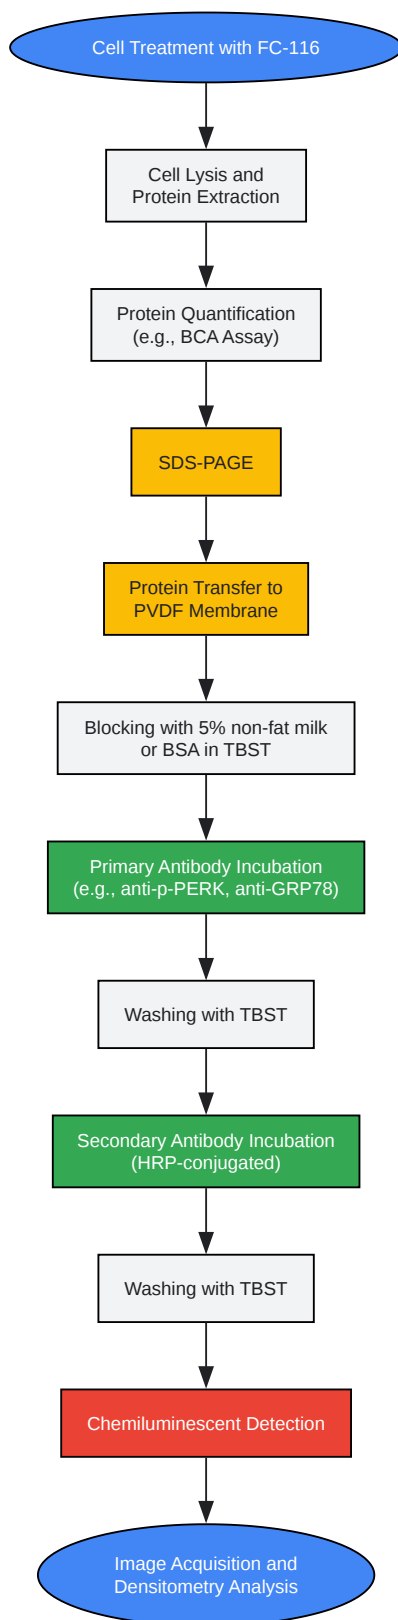 Cell Treatment with FC-116
Cell Lysis and
Protein Extraction
Protein Quantification
(e.g., BCA Assay)
SDS-PAGE
Protein Transfer to
PVDF Membrane
Blocking with 5% non-fat milk
or BSA in TBST
Primary Antibody Incubation
(e.g., anti-p-PERK, anti-GRP78)
Washing with TBST
Secondary Antibody Incubation
(HRP-conjugated)
Washing with TBST
Chemiluminescent Detection
Image Acquisition and
Densitometry Analysis